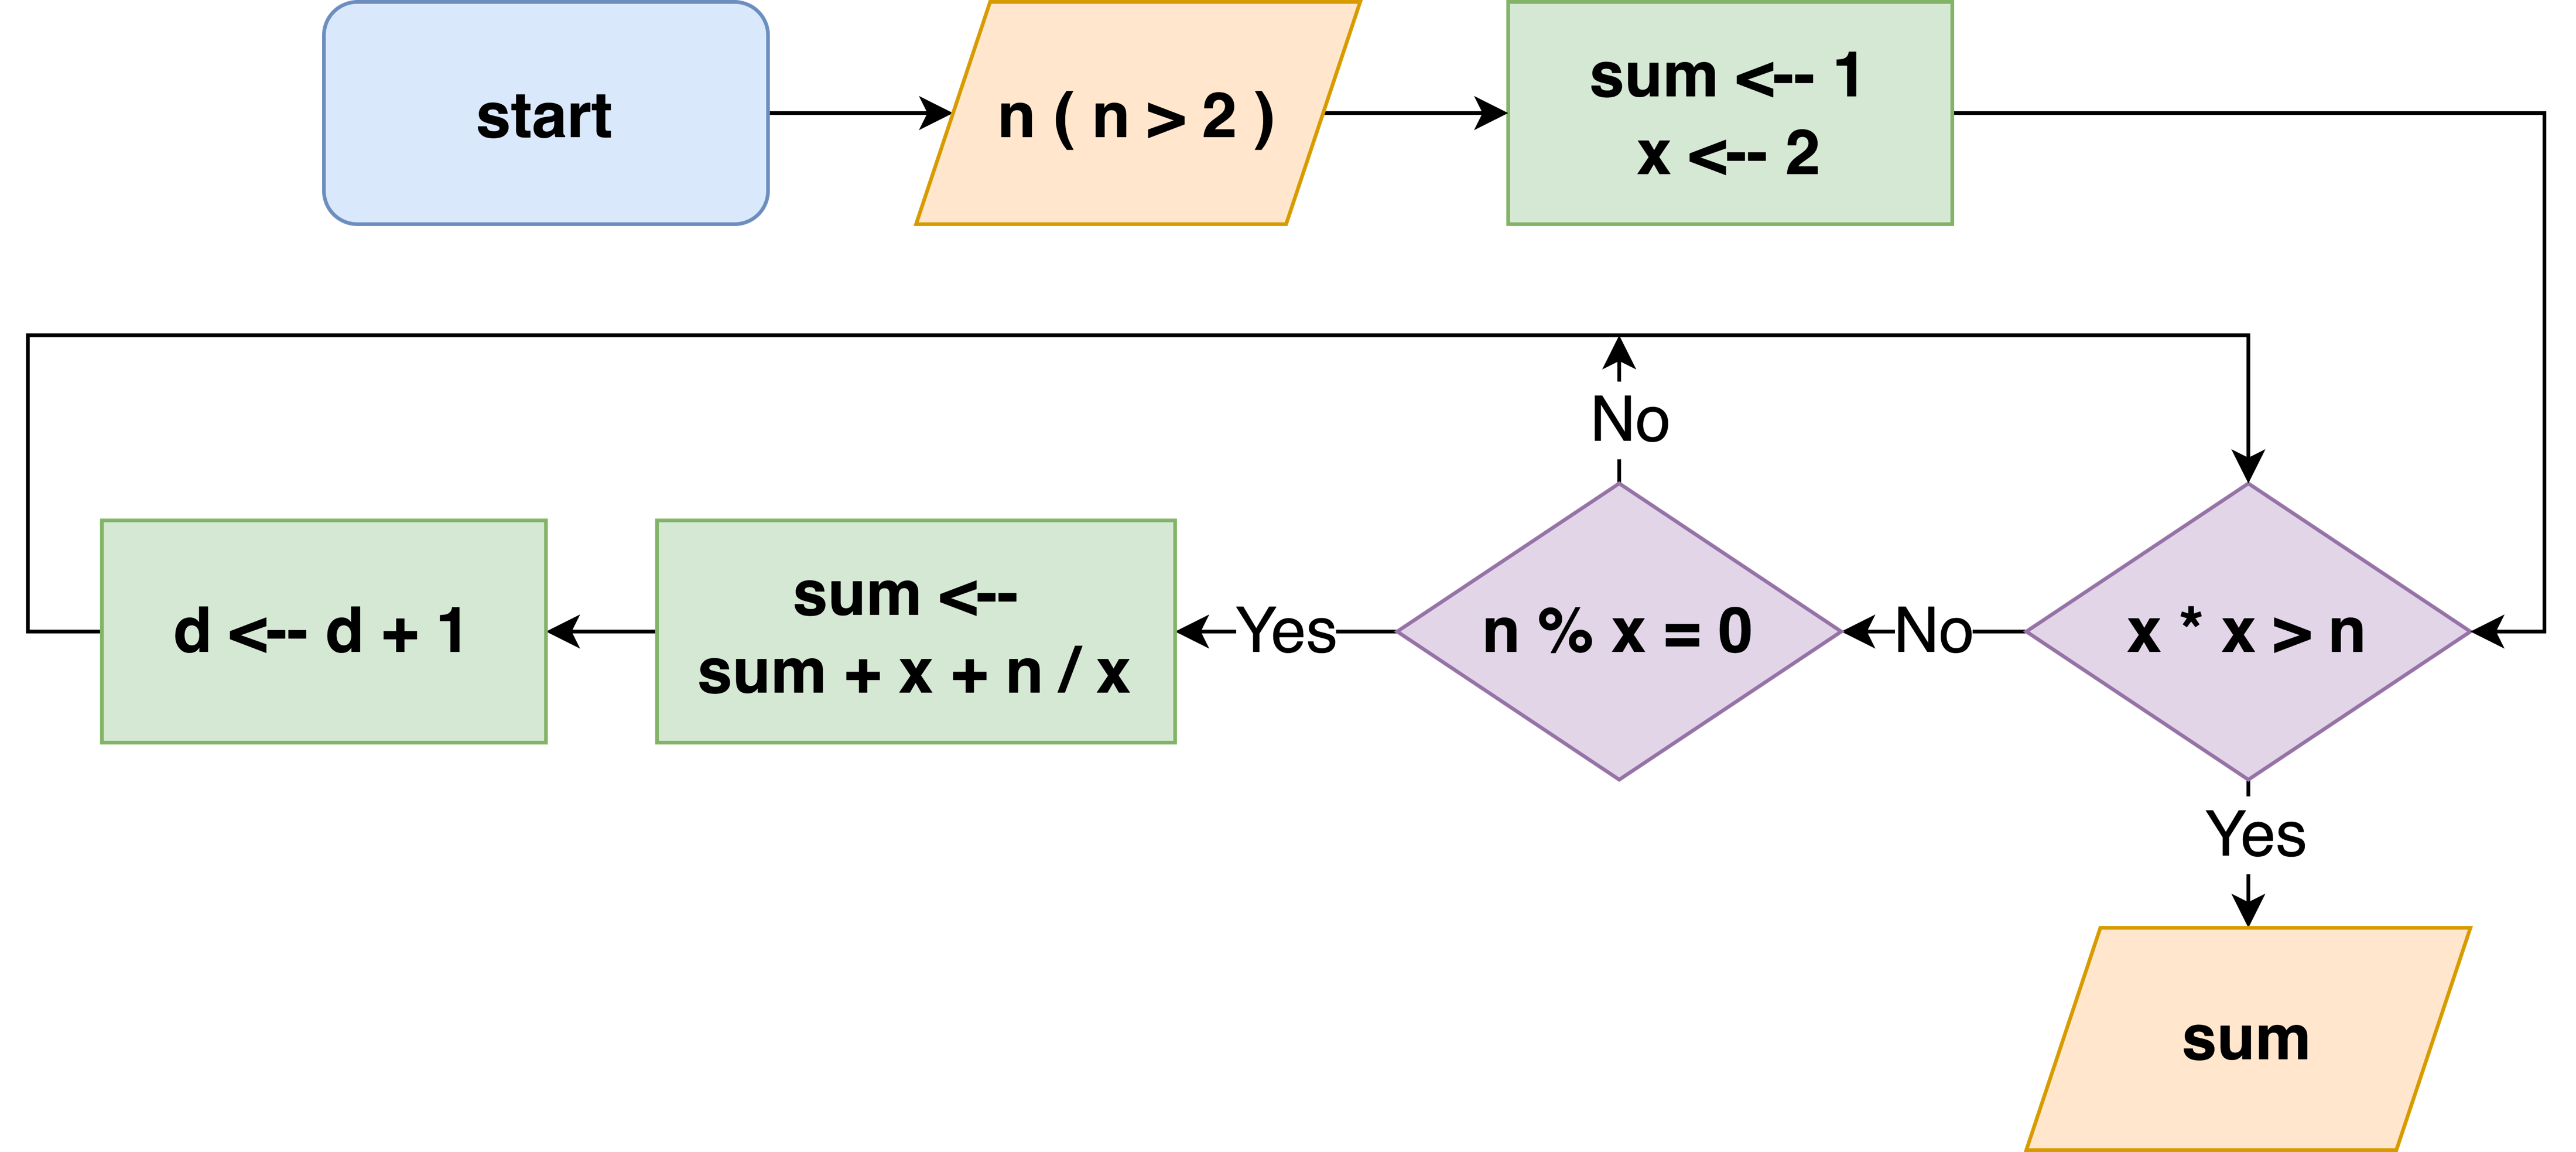 start
n ( n > 2 )
sum <-- 1
x <-- 2
No
d <-- d + 1
sum <--
sum + x + n / x
Yes
n % x = 0
No
x * x > n
Yes
sum